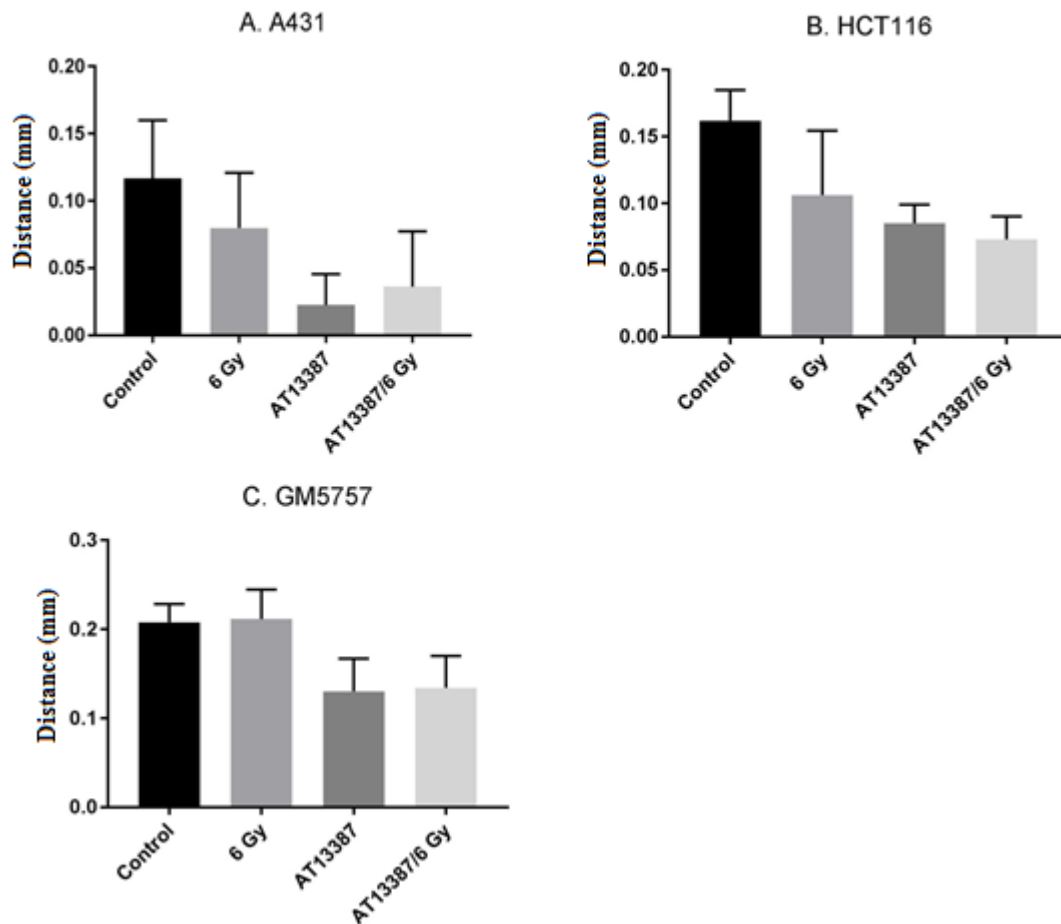 A. A431
Distance (mm)
0.20
0.15
0.10
0.05
0.00
Control
6 Gy
AT13387
AT13387/6 Gy
B. HCT116
Distance (mm)
0.20
0.15
0.10
0.05
0.00
Control
6 Gy
AT13387
AT13387/6 Gy
C. GM5757
Distance (mm)
0.3
0.2
0.1
0.0
Control
6 Gy
AT13387
AT13387/6 Gy